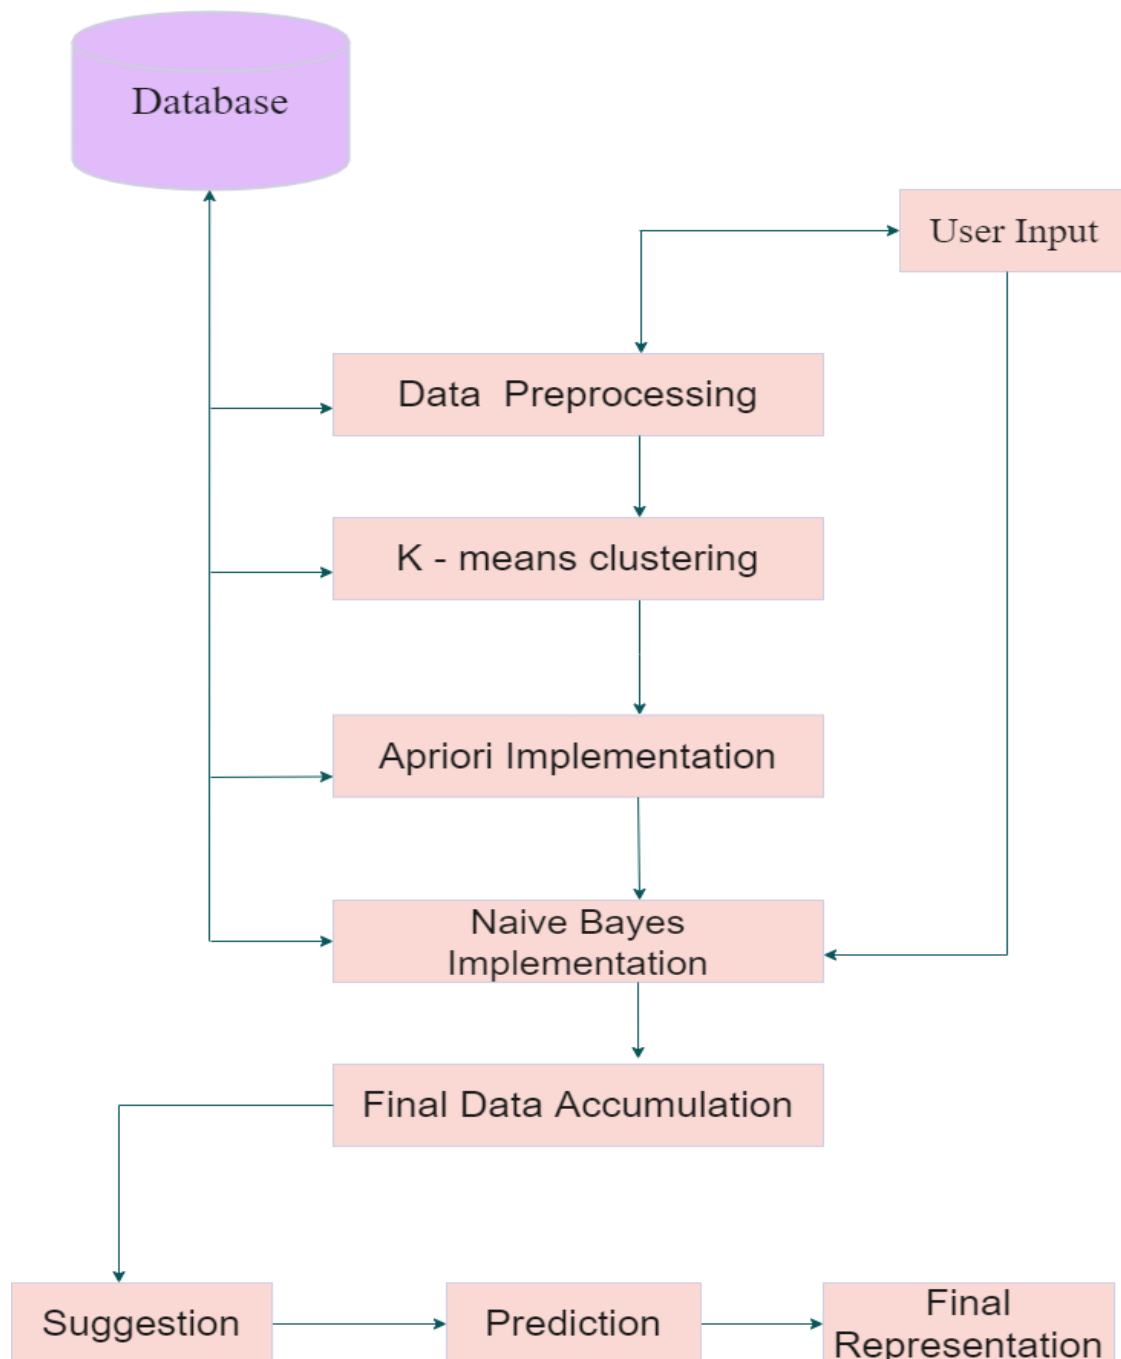 Database
User Input
Data Preprocessing
K - means clustering
Apriori Implementation
Naive Bayes
Implementation
Final Data Accumulation
Suggestion
Prediction
Final
Representation